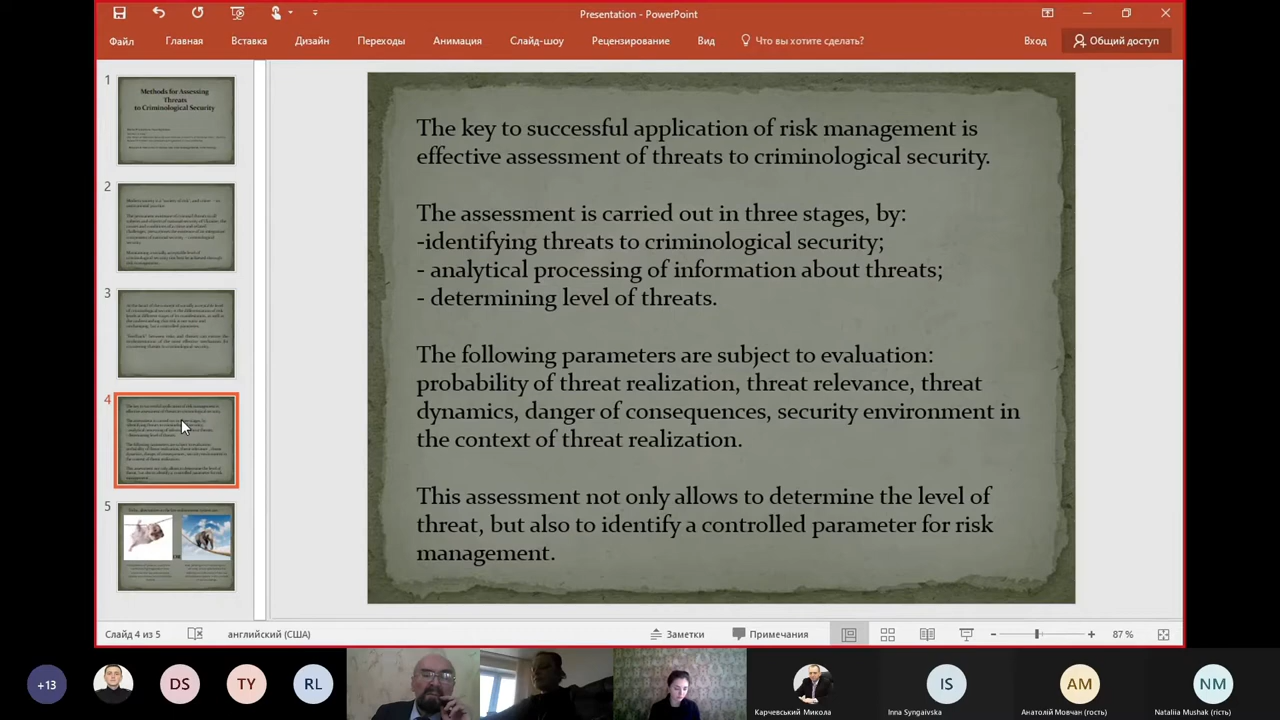 Presentation - PowerPoint
Файл Главная Вставка Дизайн Переходы Анимация Слайд-шоу Рецензирование Вид Что вы хотите сделать? Вход Общий доступ
1
Methods for Assessing
Threats
to Criminological Security
2
3
4
5
The key to successful application of risk management is
effective assessment of threats to criminological security.
The assessment is carried out in three stages, by:
-identifying threats to criminological security;
- analytical processing of information about threats;
- determining level of threats.
The following parameters are subject to evaluation:
probability of threat realization, threat relevance, threat
dynamics, danger of consequences, security environment in
the context of threat realization.
This assessment not only allows to determine the level of
threat, but also to identify a controlled parameter for risk
management.
Слайд 4 из 5 английский (США) Заметки Примечания 87 %
+13 DS TY RL IS AM NM
Карчевський Микола Inna Syngaivska Анатолій Мовчан (гость) Nataliia Mushak (гість)